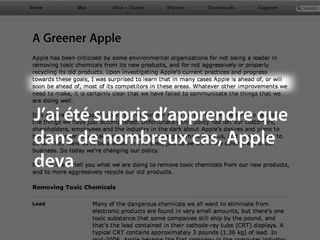 Store Mac iPod + iTunes iPhone Downloads Support
A Greener Apple
Apple has been criticized by some environmental organizations for not being a leader in
removing toxic chemicals from its new products, and for not aggressively or properly
recycling its old products. Upon investigating Apple's current practices and progress
towards these goals, I was surprised to learn that in many cases Apple is ahead of, or will
soon be ahead of, most of its competitors in these areas. Whatever other improvements we
need to make, it is certainly clear that we have failed to communicate the things that we
are doing well.
J'ai été surpris d'apprendre que
dans de nombreux cas, Apple
deva
tell you what we are doing to remove toxic chemicals from our new products,
and to more aggressively recycle our old products.
Removing Toxic Chemicals
Lead Many of the dangerous chemicals we all want to eliminate from
electronic products are found in very small amounts, but there's one
toxic substance that some companies still ship by the pound, and
that's the lead contained in their cathode-ray tube (CRT) displays. A
typical CRT contains approximately 3 pounds (1.36 kg) of lead. In